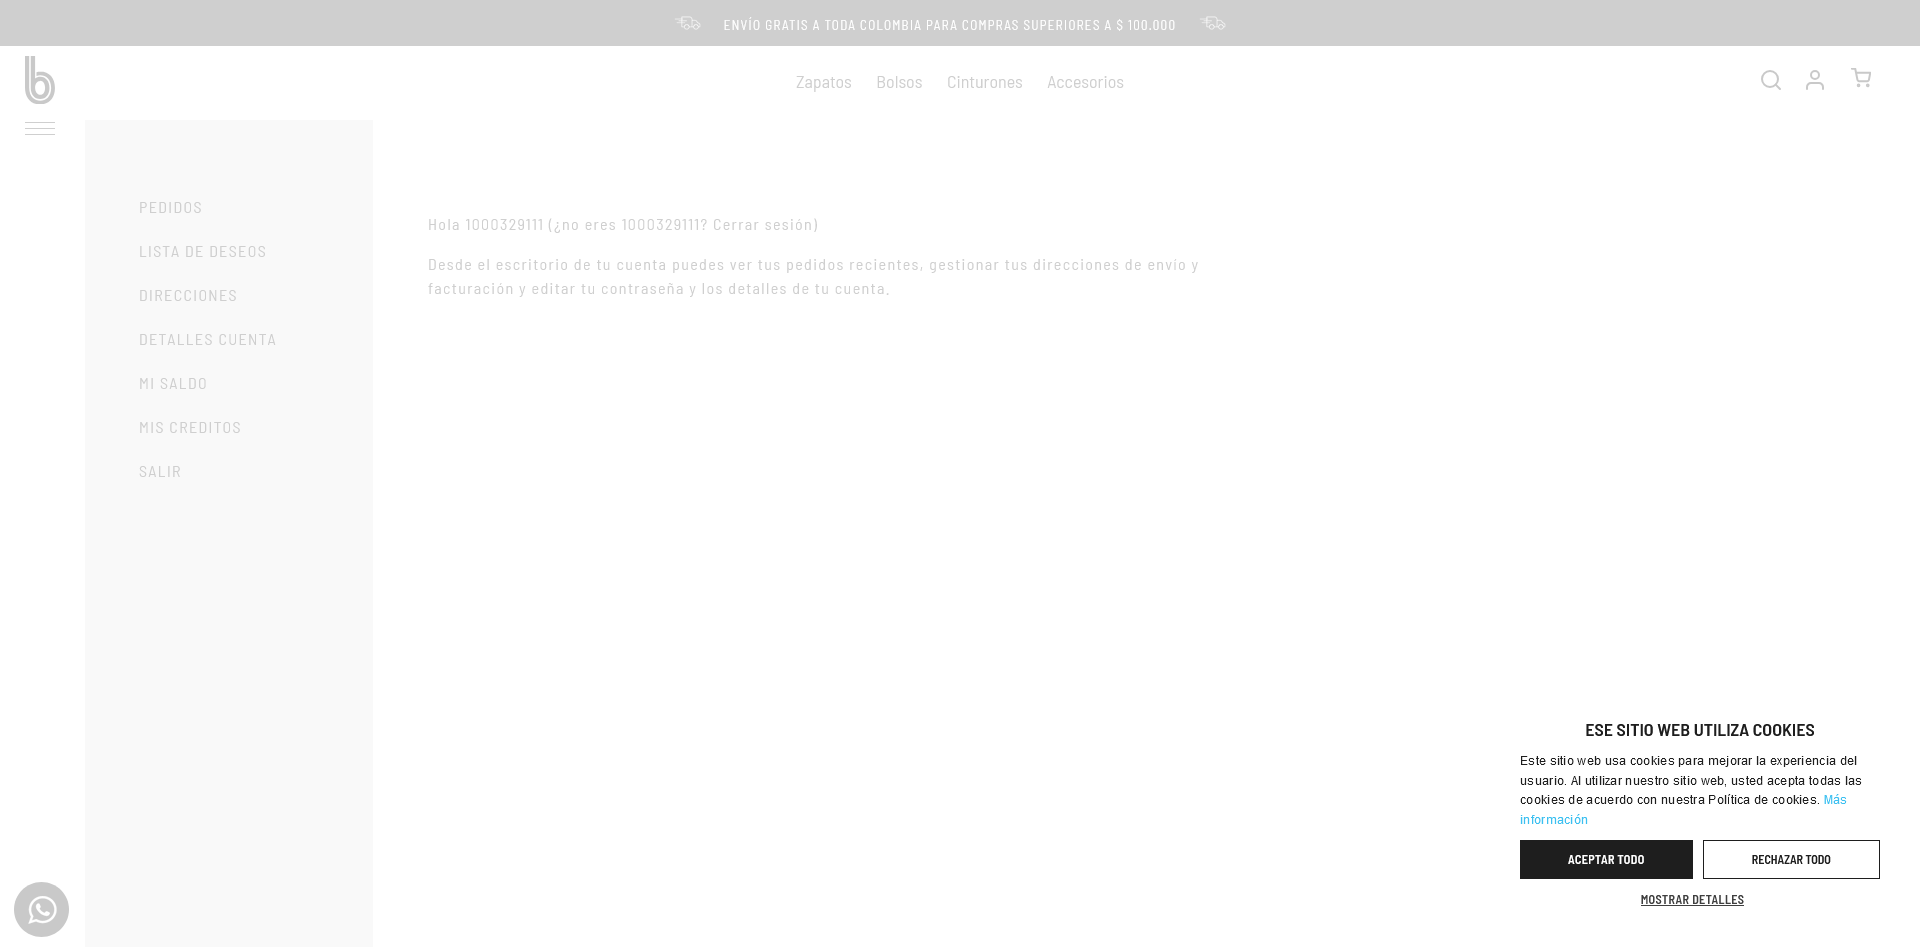 ENVÍO GRATIS A TODA COLOMBIA PARA COMPRAS SUPERIORES A $ 100.000
b
Zapatos Bolsos Cinturones Accesorios
PEDIDOS
LISTA DE DESEOS
DIRECCIONES
DETALLES CUENTA
MI SALDO
MIS CREDITOS
SALIR
Hola 1000329111 (¿no eres 1000329111? Cerrar sesión)
Desde el escritorio de tu cuenta puedes ver tus pedidos recientes, gestionar tus direcciones de envío y
facturación y editar tu contraseña y los detalles de tu cuenta.
ESE SITIO WEB UTILIZA COOKIES
Este sitio web usa cookies para mejorar la experiencia del
usuario. Al utilizar nuestro sitio web, usted acepta todas las
cookies de acuerdo con nuestra Política de cookies. Más
información
ACEPTAR TODO
RECHAZAR TODO
MOSTRAR DETALLES